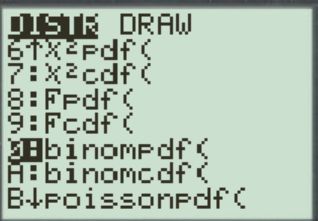 DISTR DRAW
6↑χ²pdf(
7:χ²cdf(
8:Fpdf(
9:Fcdf(
0:binompdf(
A:binomcdf(
B↓poissonpdf(